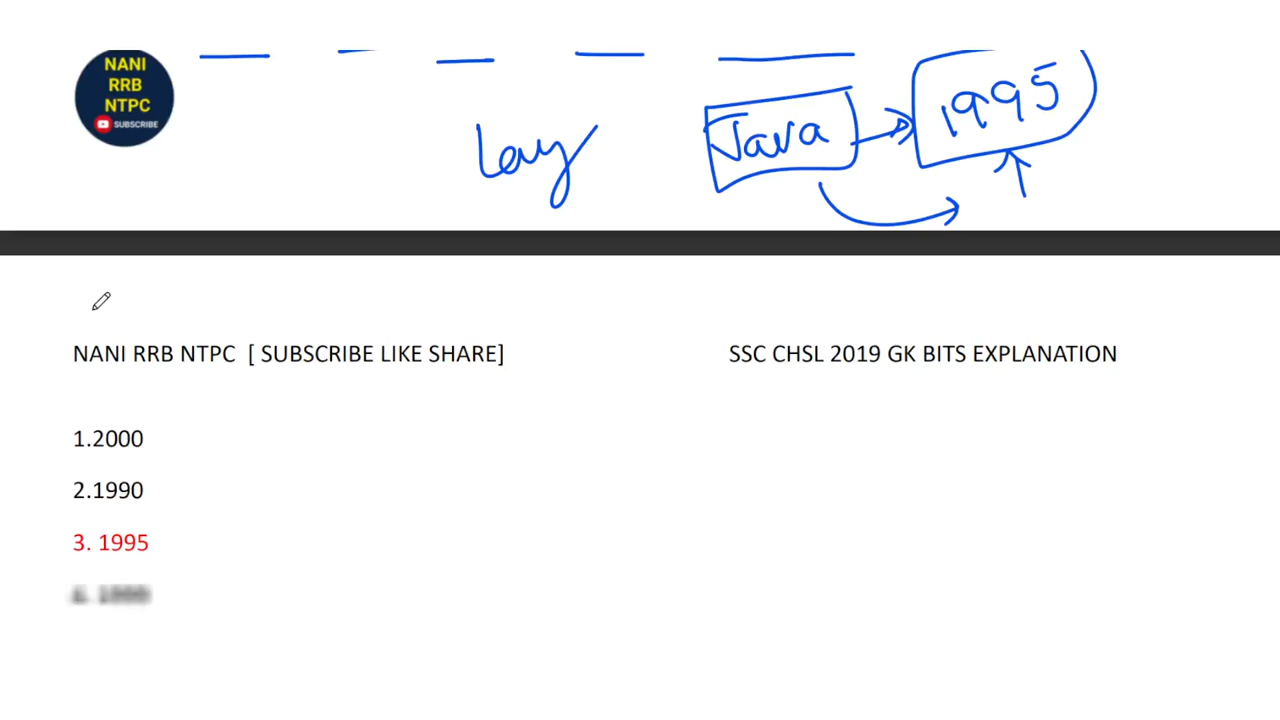 NANI
RRB
NTPC
SUBSCRIBE
Java
1995
NANI RRB NTPC [ SUBSCRIBE LIKE SHARE]
SSC CHSL 2019 GK BITS EXPLANATION
1.2000
2.1990
3. 1995